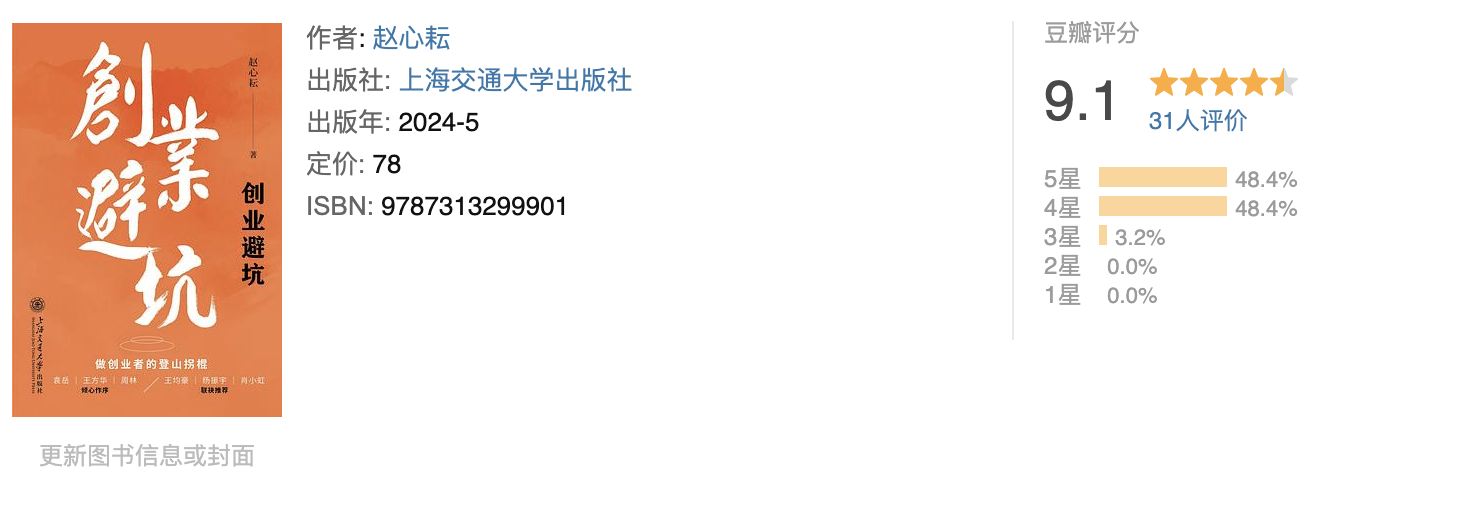 創業避坑
赵心耘
著
创业避坑
上海交通大学出版社
做创业者的登山拐棍
袁岳 | 王方华 | 周林 / 王均豪 | 杨振宇 | 肖小虹
倾心作序 联袂推荐
更新图书信息或封面
作者: 赵心耘
出版社: 上海交通大学出版社
出版年: 2024-5
定价: 78
ISBN: 9787313299901
豆瓣评分
9.1
31人评价
5星 48.4%
4星 48.4%
3星 3.2%
2星 0.0%
1星 0.0%